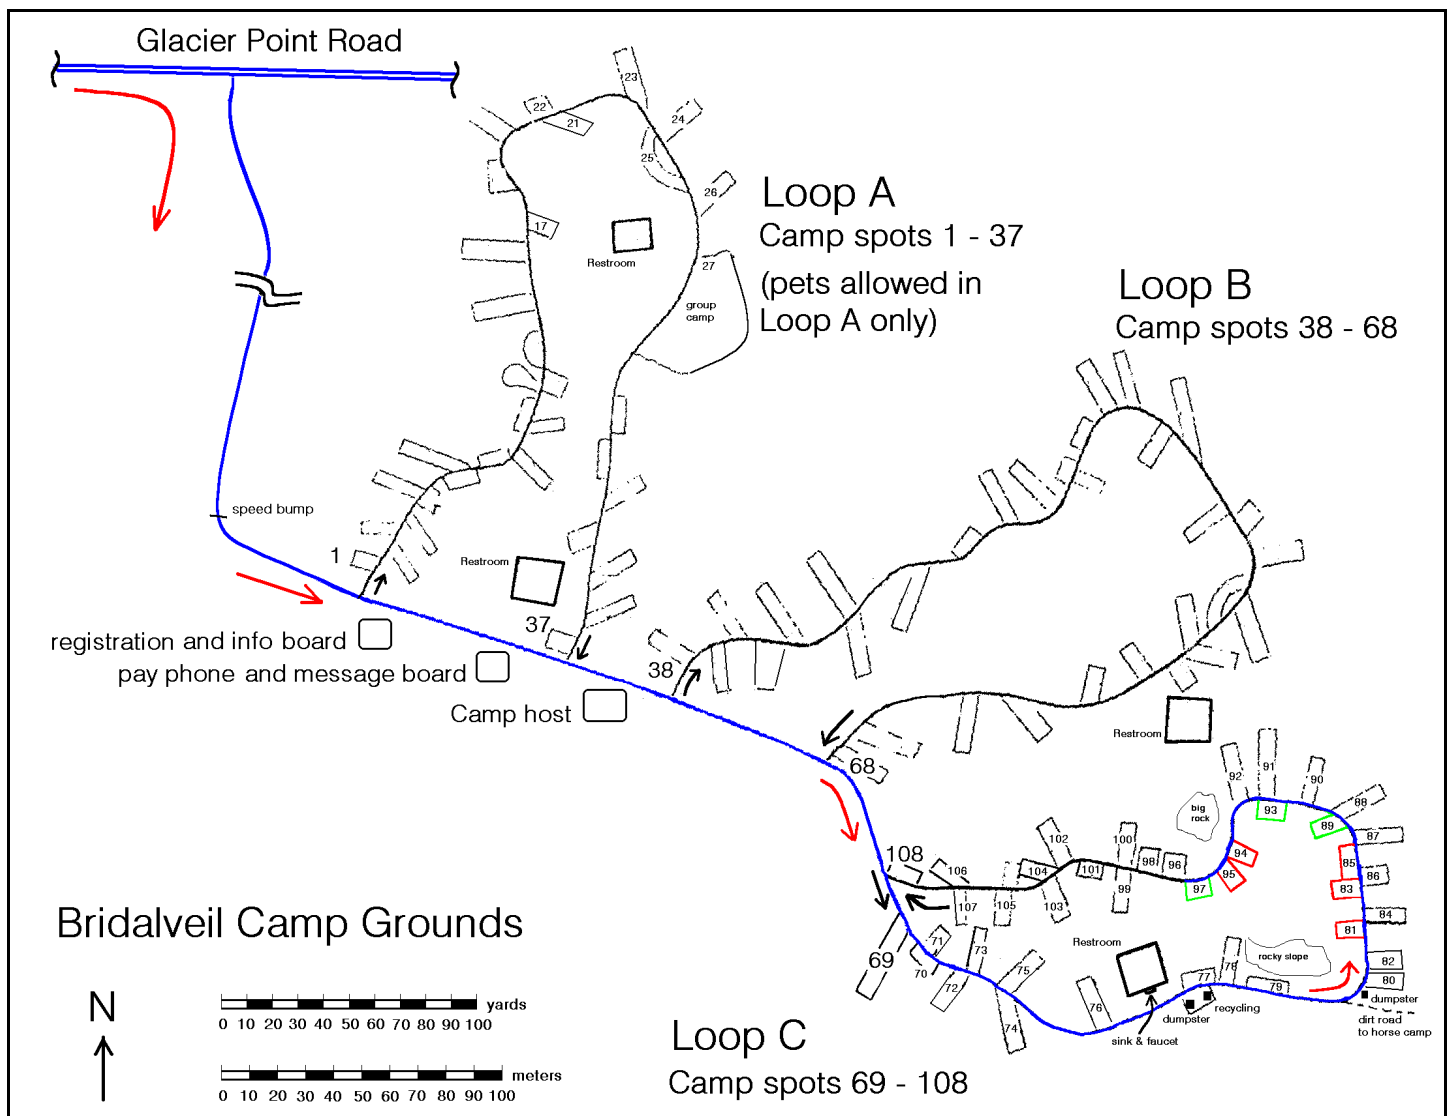 Glacier Point Road
23
22
21
24
25
26
17
Restroom
27
group
camp
Loop A
Camp spots 1 - 37
(pets allowed in
Loop A only)
Loop B
Camp spots 38 - 68
speed bump
1
Restroom
37
38
registration and info board
pay phone and message board
Camp host
68
Restroom
92
91
90
88
big
rock
93
89
87
94
85
86
95
83
97
84
81
82
80
108
106
102
100
98
96
104
101
99
107
105
103
69
71
70
73
72
75
74
76
Restroom
77
78
79
rocky slope
dumpster
recycling
sink & faucet
dumpster
dirt road
to horse camp
Bridalveil Camp Grounds
N
yards
0 10 20 30 40 50 60 70 80 90 100
meters
0 10 20 30 40 50 60 70 80 90 100
Loop C
Camp spots 69 - 108